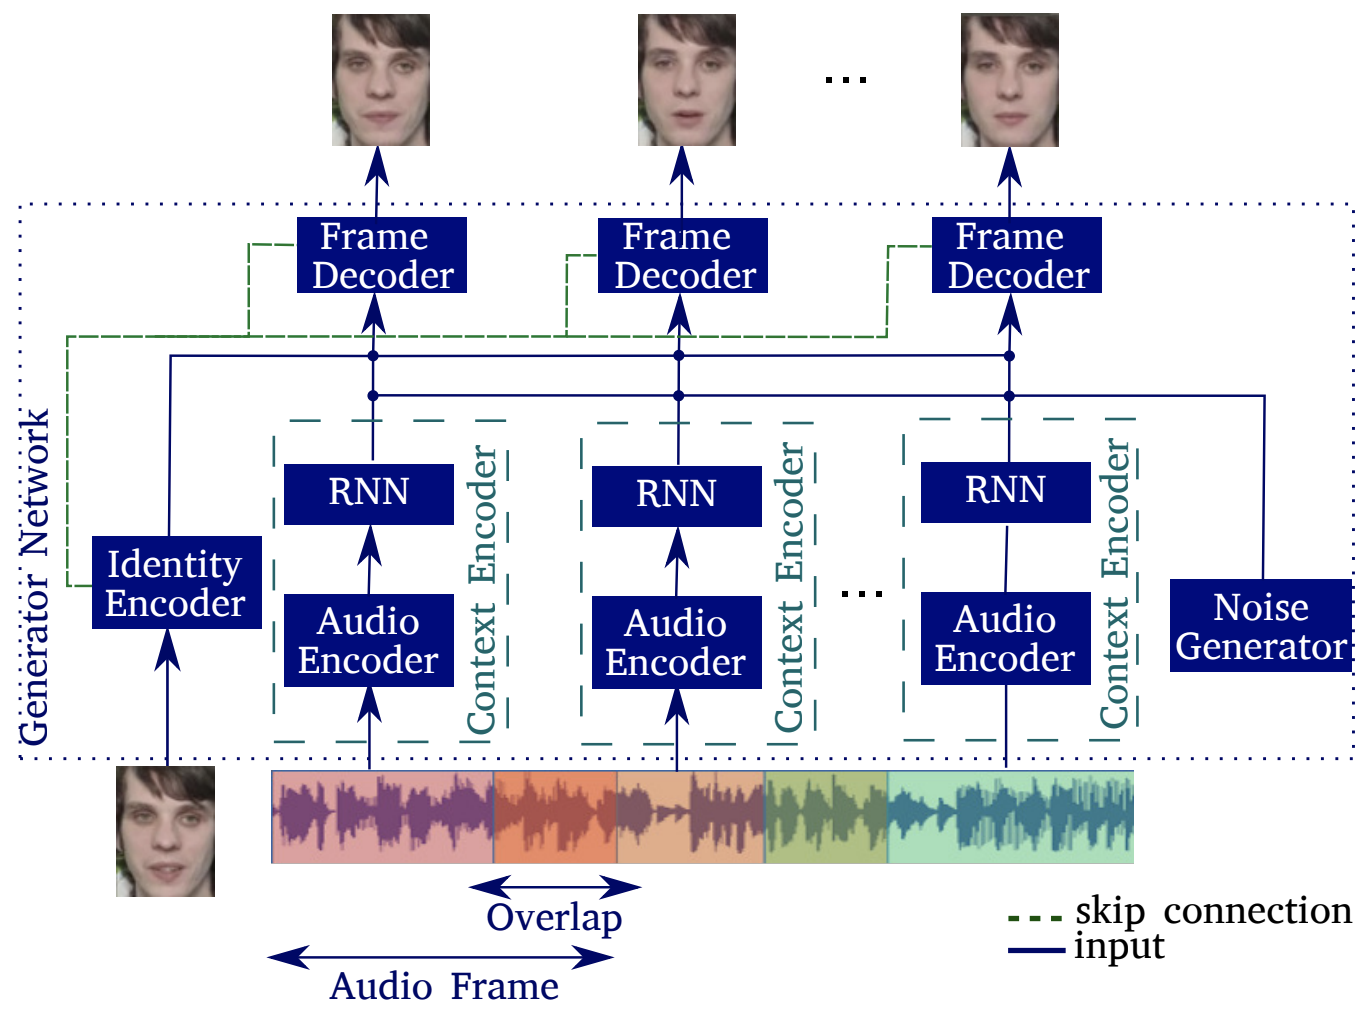 Frame
Decoder
Frame
Decoder
Frame
Decoder
Generator Network
RNN
Context Encoder
RNN
Context Encoder
RNN
Context Encoder
Identity
Encoder
Audio
Encoder
Audio
Encoder
Audio
Encoder
Noise
Generator
Overlap
Audio Frame
skip connection
input